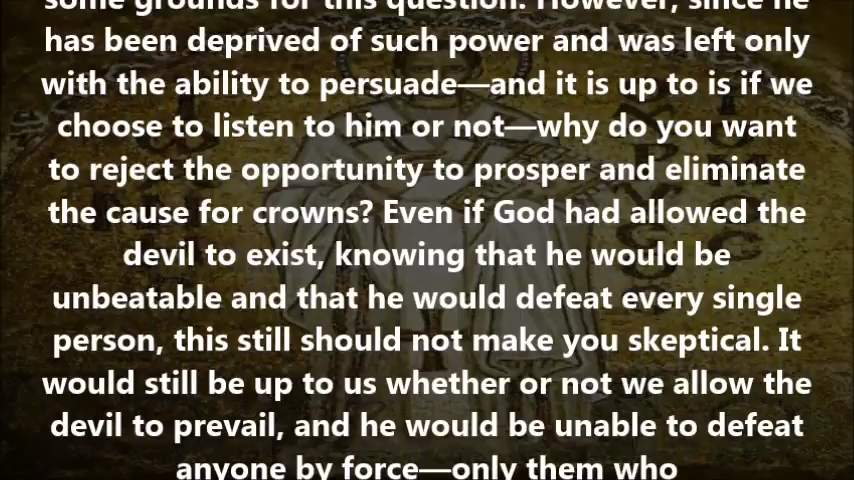 some grounds for this question. However, since he
has been deprived of such power and was left only
with the ability to persuade—and it is up to is if we
choose to listen to him or not—why do you want
to reject the opportunity to prosper and eliminate
the cause for crowns? Even if God had allowed the
devil to exist, knowing that he would be
unbeatable and that he would defeat every single
person, this still should not make you skeptical. It
would still be up to us whether or not we allow the
devil to prevail, and he would be unable to defeat
anyone by force—only them who